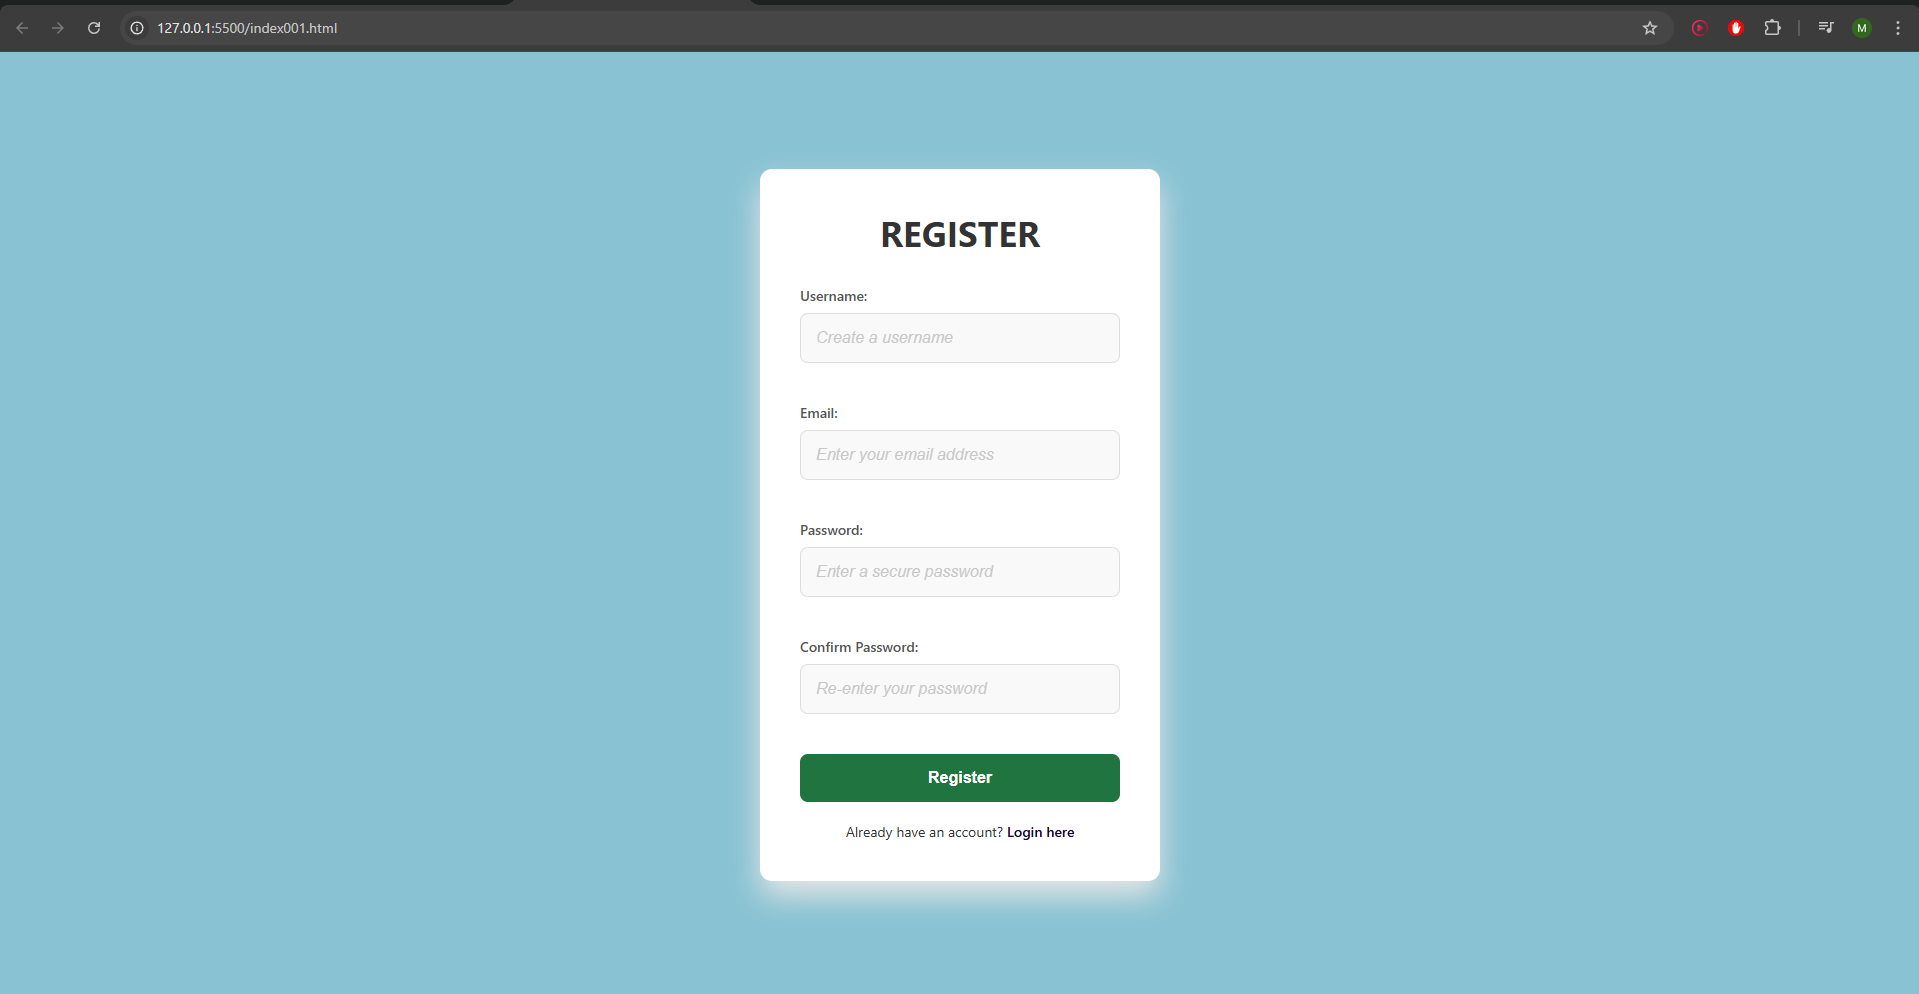 127.0.0.1:5500/index001.html
M
REGISTER
Username:
Create a username
Email:
Enter your email address
Password:
Enter a secure password
Confirm Password:
Re-enter your password
Register
Already have an account? Login here